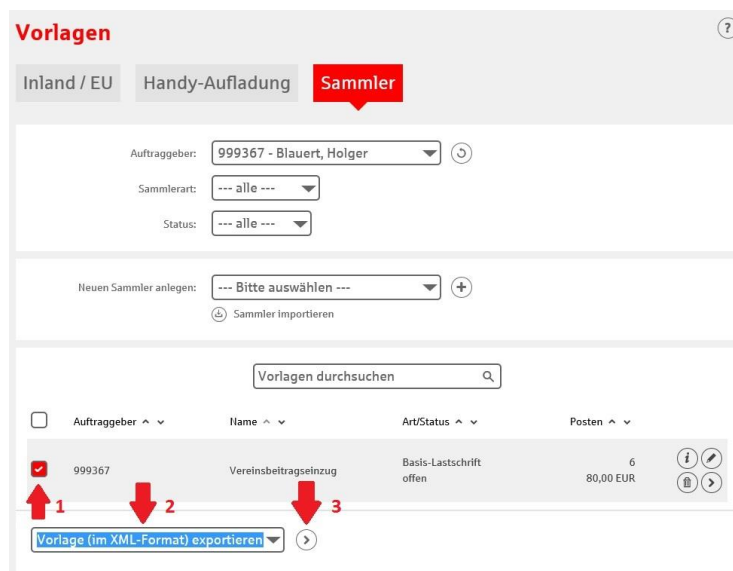 Vorlagen
?
Inland / EU Handy-Aufladung Sammler
Auftraggeber: 999367 - Blauert, Holger
Sammlerart: --- alle ---
Status: --- alle ---
Neuen Sammler anlegen: --- Bitte auswählen ---
Sammler importieren
Vorlagen durchsuchen
Auftraggeber Name Art/Status Posten
999367 Vereinsbeitragseinzug Basis-Lastschrift 6
offen 80,00 EUR
1 2 3
Vorlage (im XML-Format) exportieren